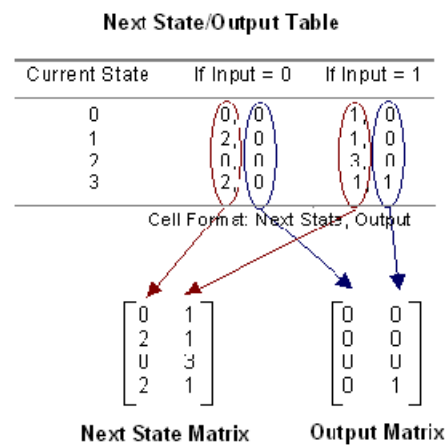 Next State/Output Table
Current State If Input = 0 If Input = 1
0 0, 0 1, 0
1 2, 0 1, 0
2 0, 0 3, 0
3 2, 0 1, 1
Cell Format: Next State, Output
0 1 0 0
2 1 0 0
0 3 0 0
2 1 0 1
Next State Matrix Output Matrix